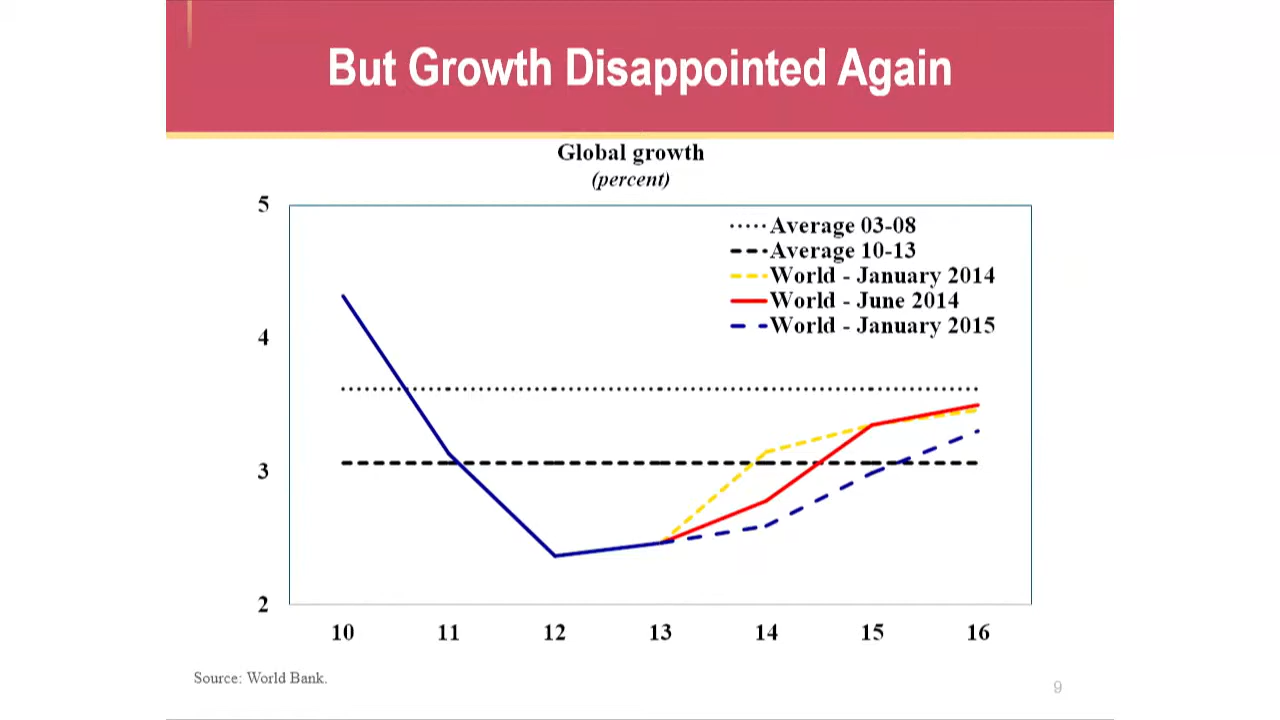 But Growth Disappointed Again
Global growth
(percent)
5
4
3
2
Average 03-08
Average 10-13
World - January 2014
World - June 2014
World - January 2015
10 11 12 13 14 15 16
Source: World Bank.
9